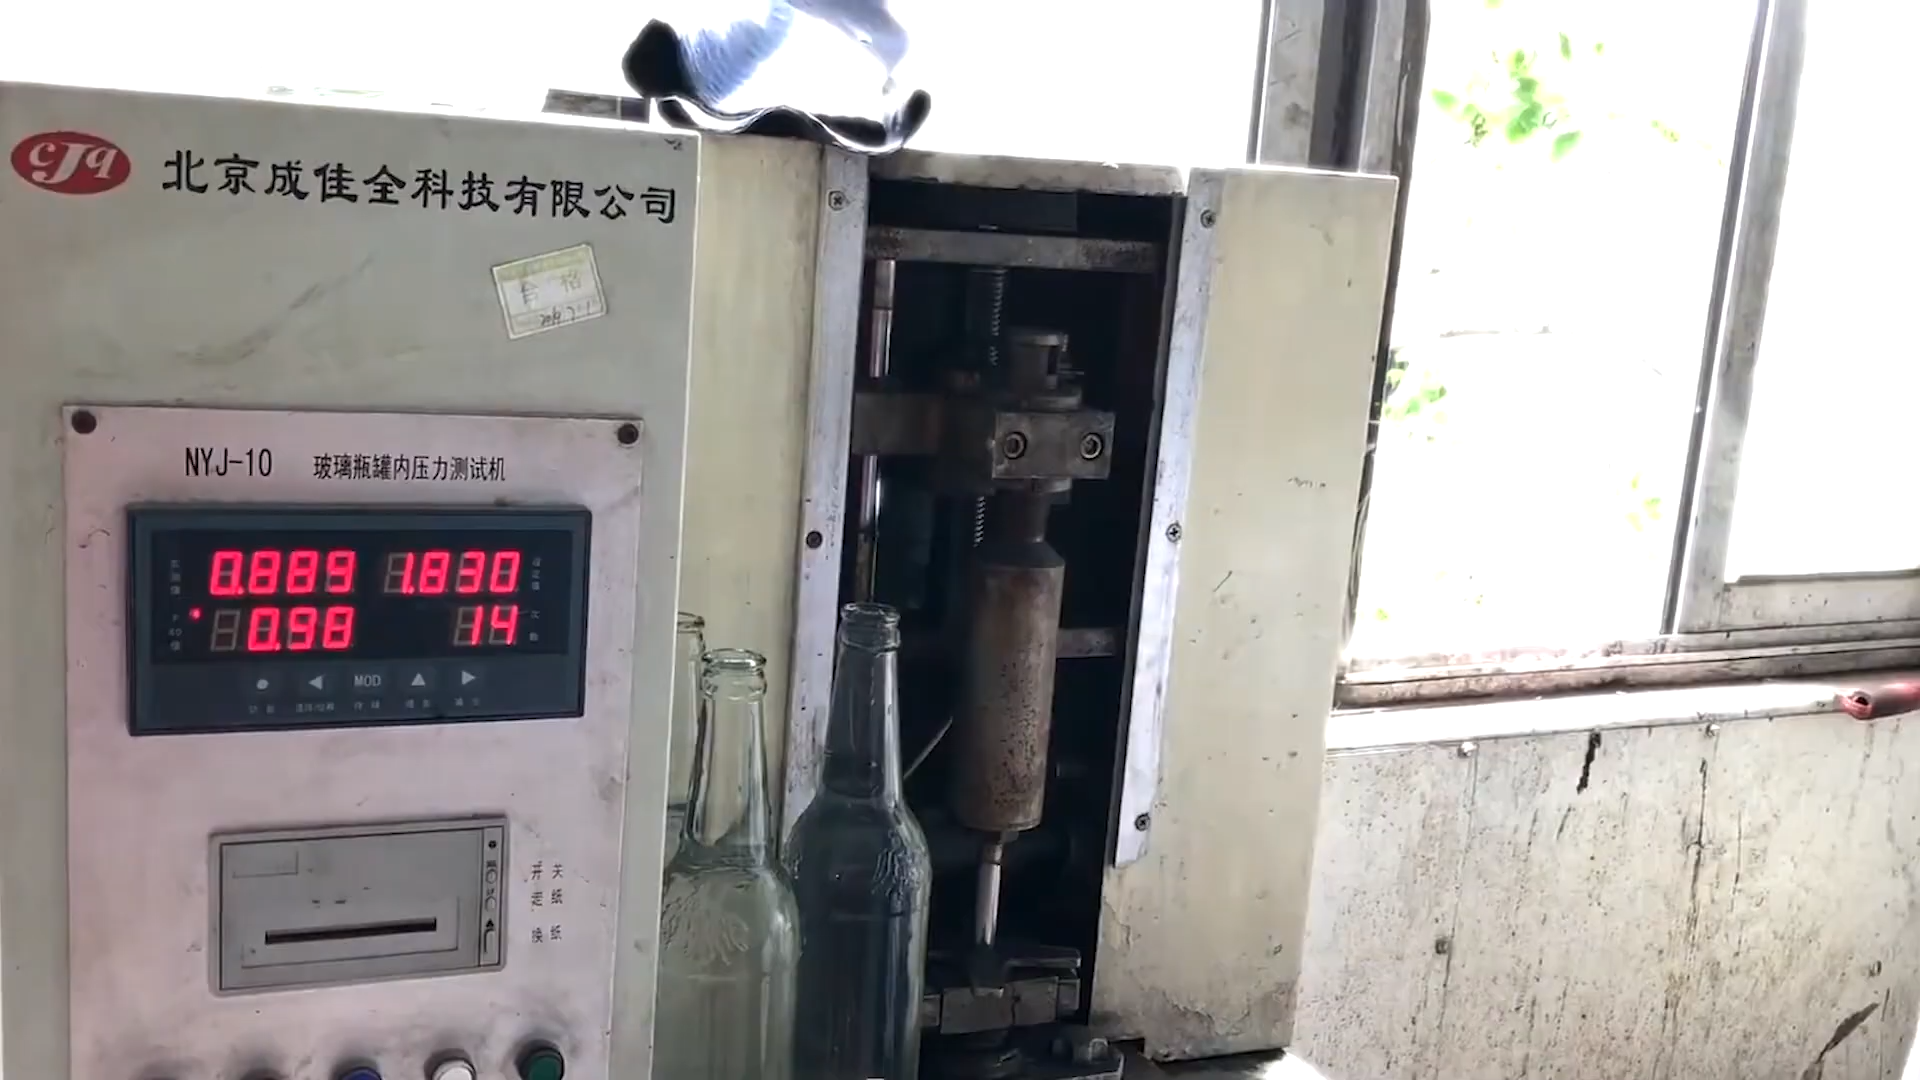 cJq 北京成佳全科技有限公司
合格
NYJ-10 玻璃瓶罐内压力测试机
0.889 1.830
0.98 14
MOD
开 关
走 纸
换 纸